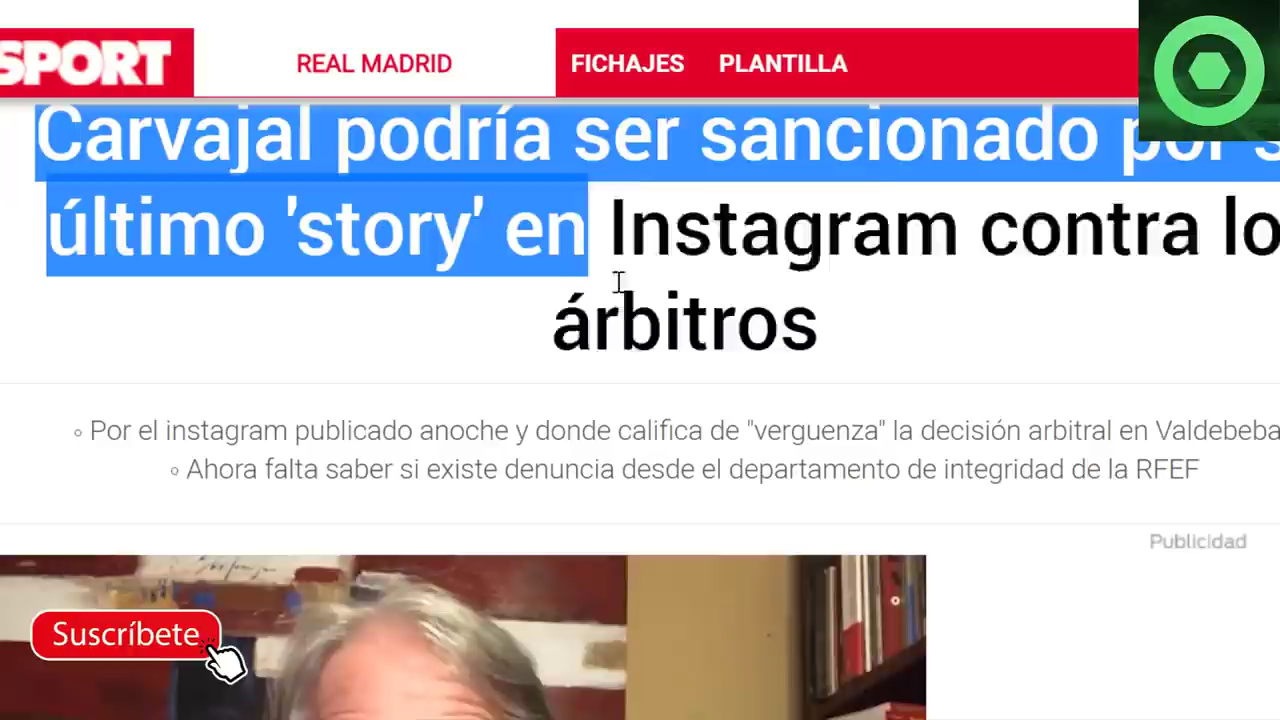 SPORT
REAL MADRID
FICHAJES
PLANTILLA
Carvajal podría ser sancionado por s
último 'story' en Instagram contra lo
árbitros
◦ Por el instagram publicado anoche y donde califica de "verguenza" la decisión arbitral en Valdebeba
◦ Ahora falta saber si existe denuncia desde el departamento de integridad de la RFEF
Publicidad
Suscríbete